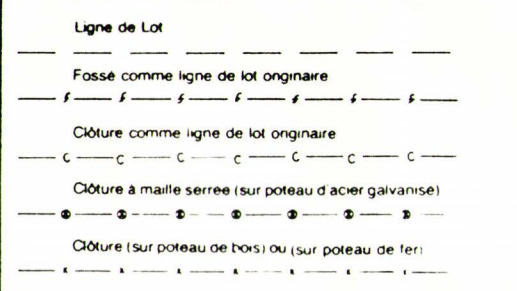 Ligne de Lot
Fossé comme ligne de lot originaire
f f f f f f f
Clôture comme ligne de lot originaire
C C C C C C C
Clôture à maille serrée (sur poteau d'acier galvanisé)
Clôture (sur poteau de bois) ou (sur poteau de fer)